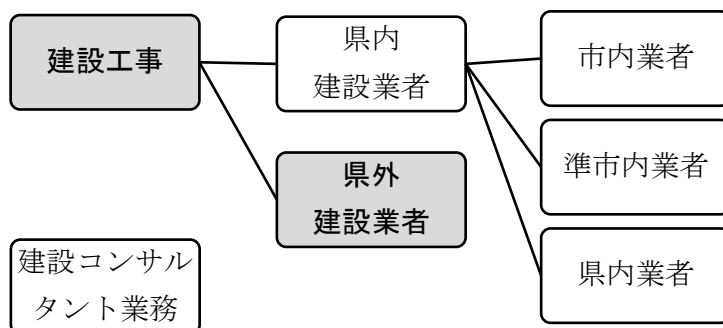 建設工事
県内
建設業者
市内業者
県外
建設業者
準市内業者
建設コンサル
タント業務
県内業者